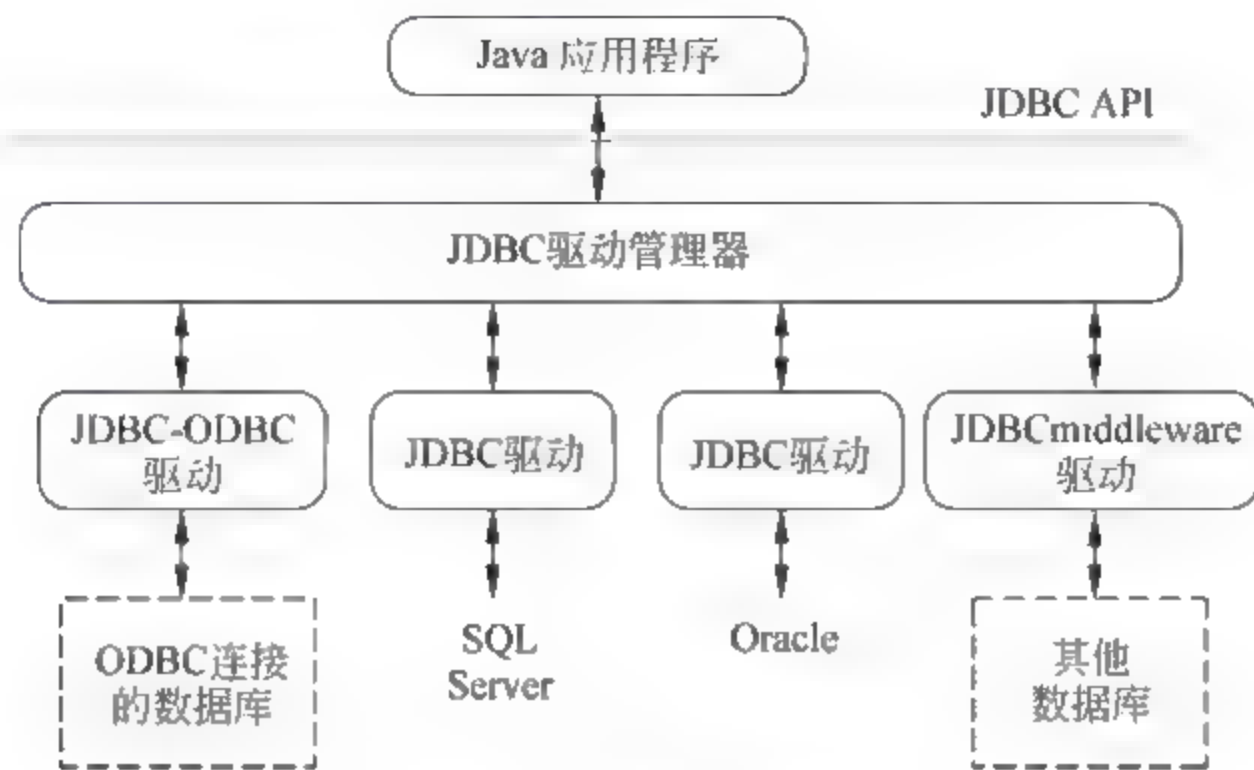 Java 应用程序
JDBC API
JDBC驱动管理器
JDBC-ODBC
驱动
JDBC驱动
JDBC驱动
JDBCmiddleware
驱动
ODBC连接
的数据库
SQL
Server
Oracle
其他
数据库